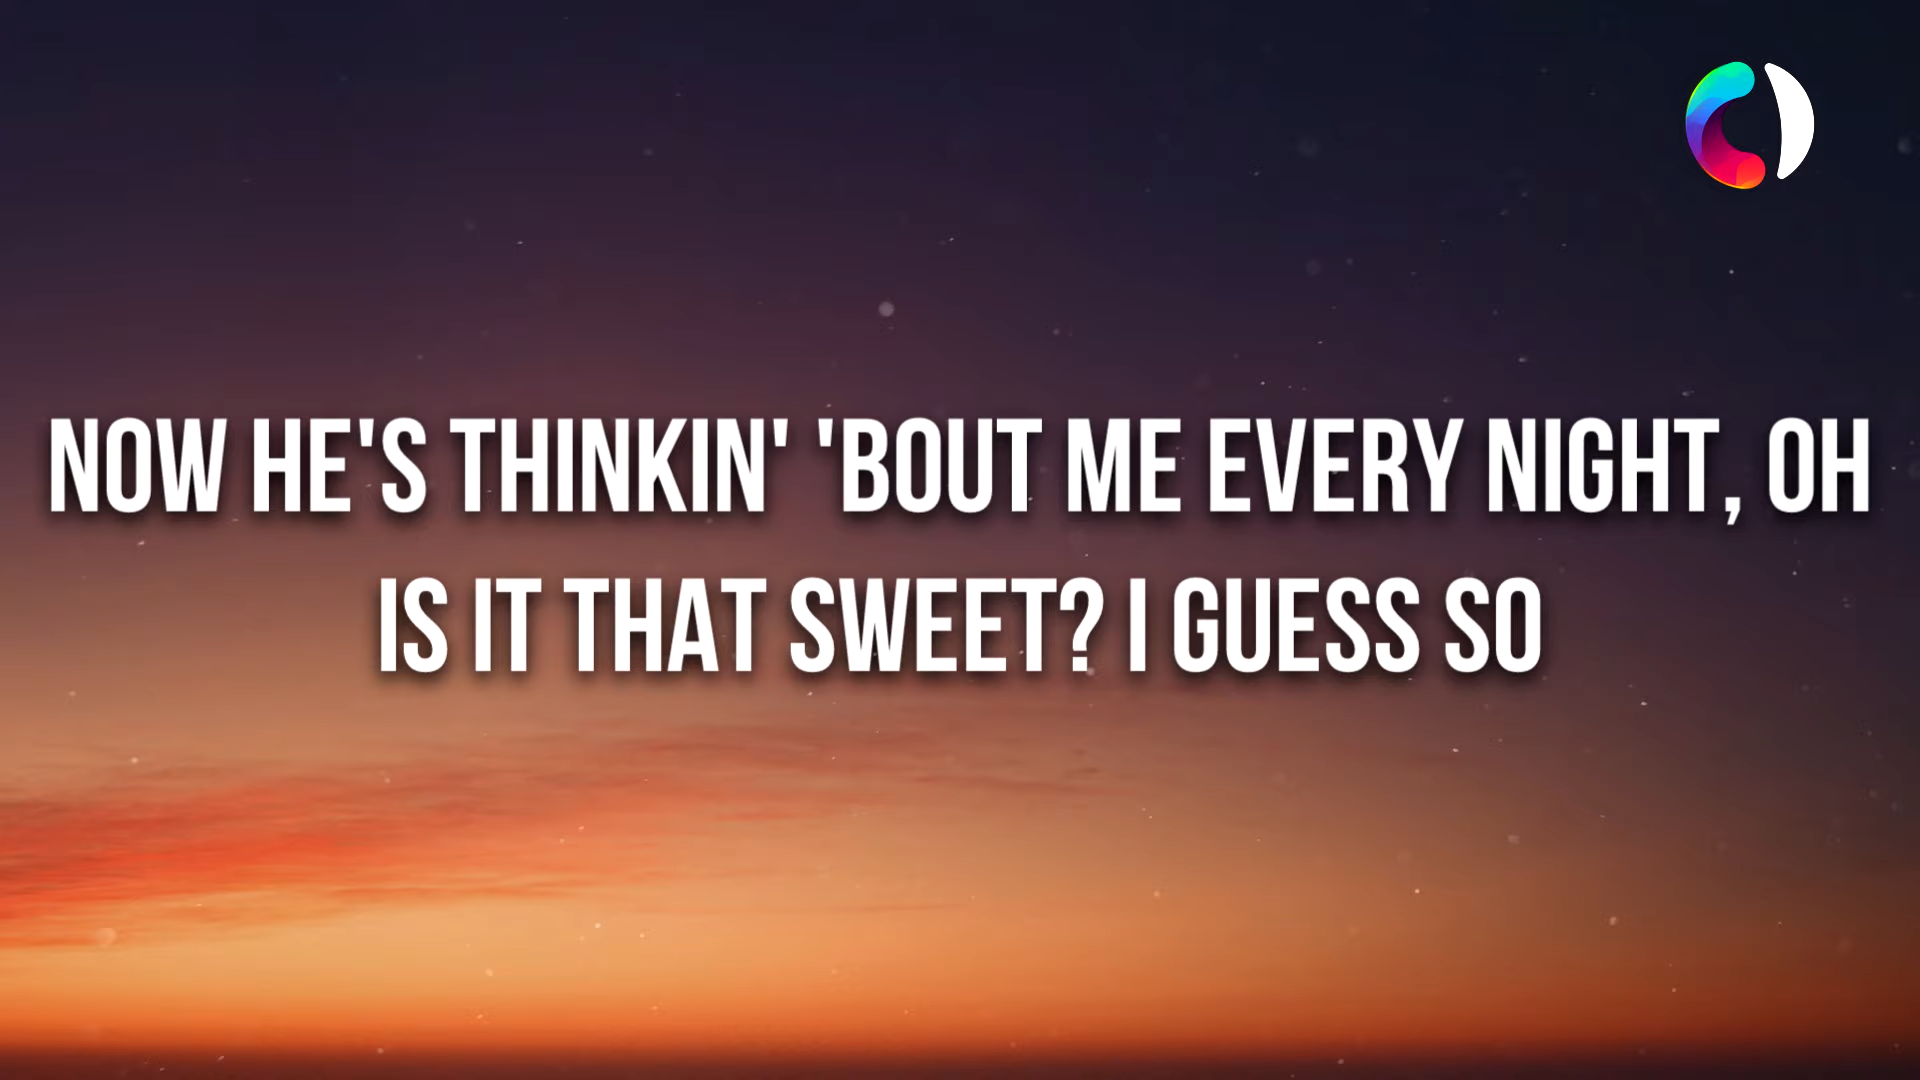 NOW HE'S THINKIN' 'BOUT ME EVERY NIGHT, OH
IS IT THAT SWEET? I GUESS SO